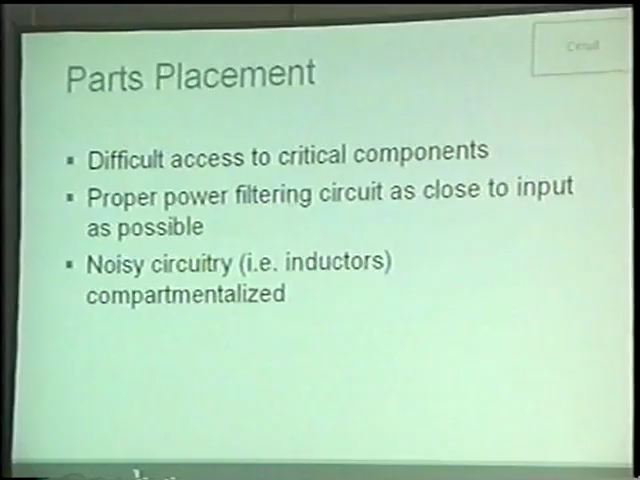 Circuit
Parts Placement
▪ Difficult access to critical components
▪ Proper power filtering circuit as close to input
as possible
▪ Noisy circuitry (i.e. inductors)
compartmentalized